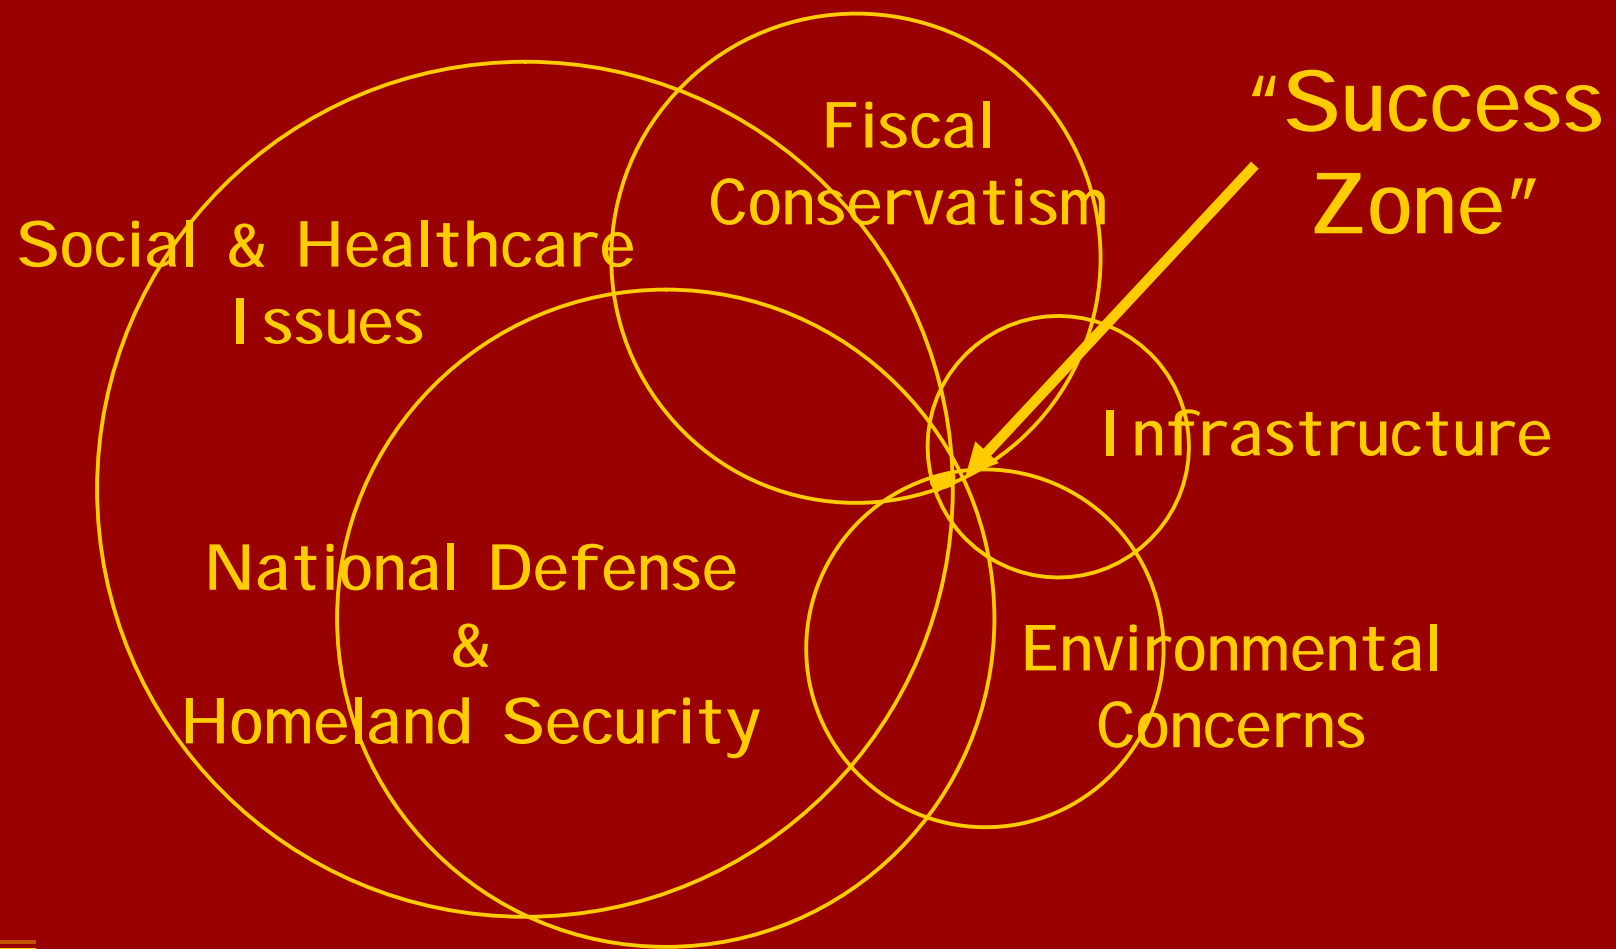 Fiscal
Conservatism
“Success
Zone”
Social & Healthcare
Issues
Infrastructure
National Defense
&
Homeland Security
Environmental
Concerns